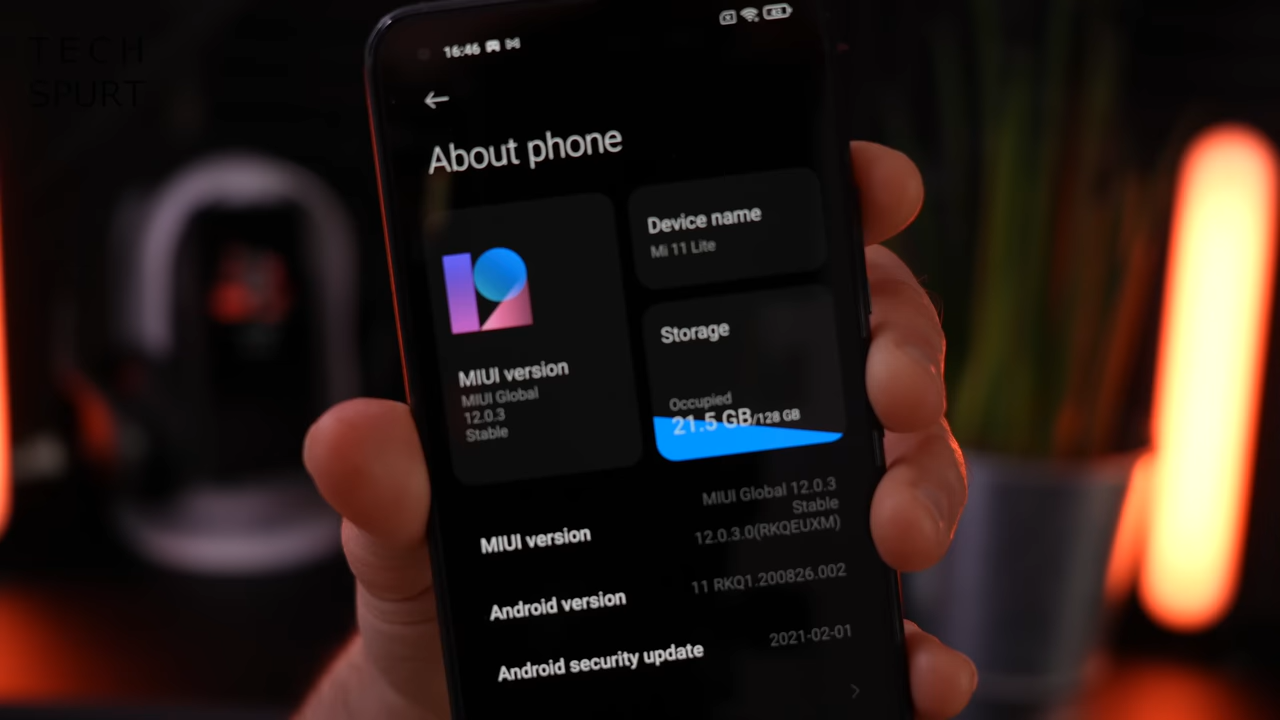 TECH
SPURT
16:46
About phone
MIUI version
MIUI Global
12.0.3
Stable
Device name
Mi 11 Lite
Storage
Occupied
21.5 GB/128 GB
MIUI version
MIUI Global 12.0.3
Stable
12.0.3.0(RKQEUXM)
Android version
11 RKQ1.200826.002
Android security update
2021-02-01